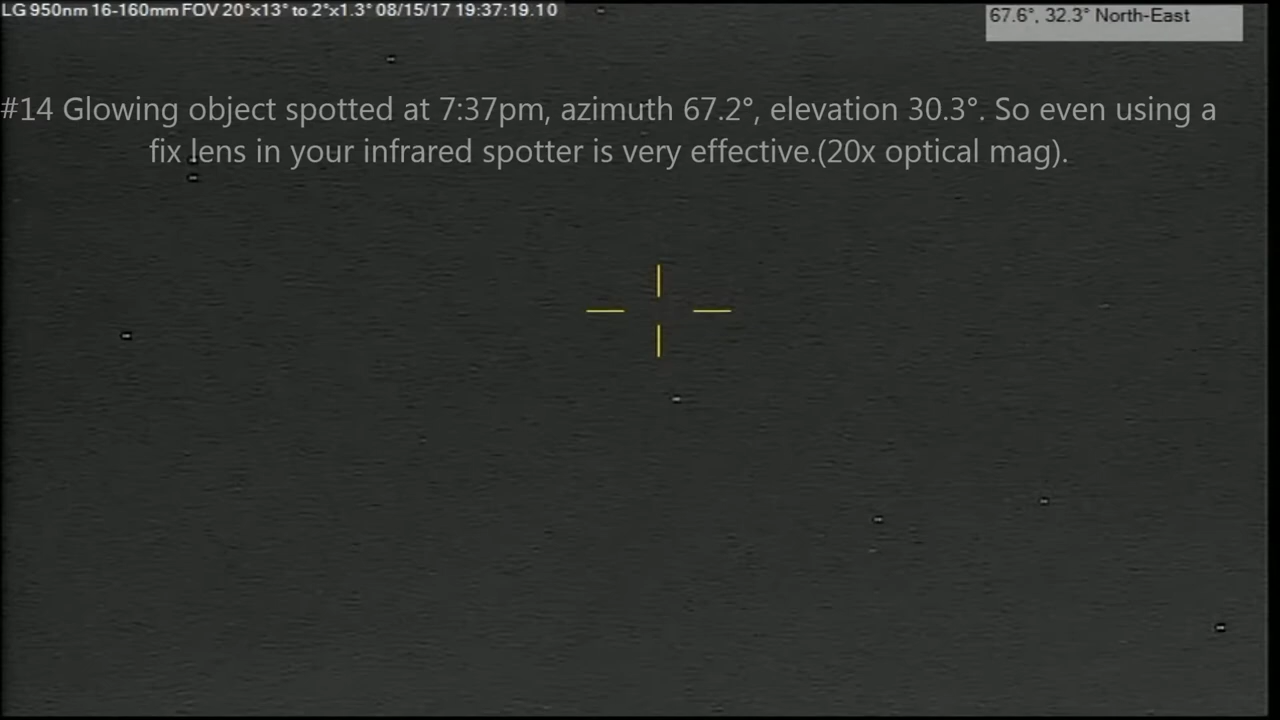 LG 950nm 16-160mm FOV 20°x13° to 2°x1.3° 08/15/17 19:37:19.10
67.6°, 32.3° North-East
#14 Glowing object spotted at 7:37pm, azimuth 67.2°, elevation 30.3°. So even using a
fix lens in your infrared spotter is very effective.(20x optical mag).